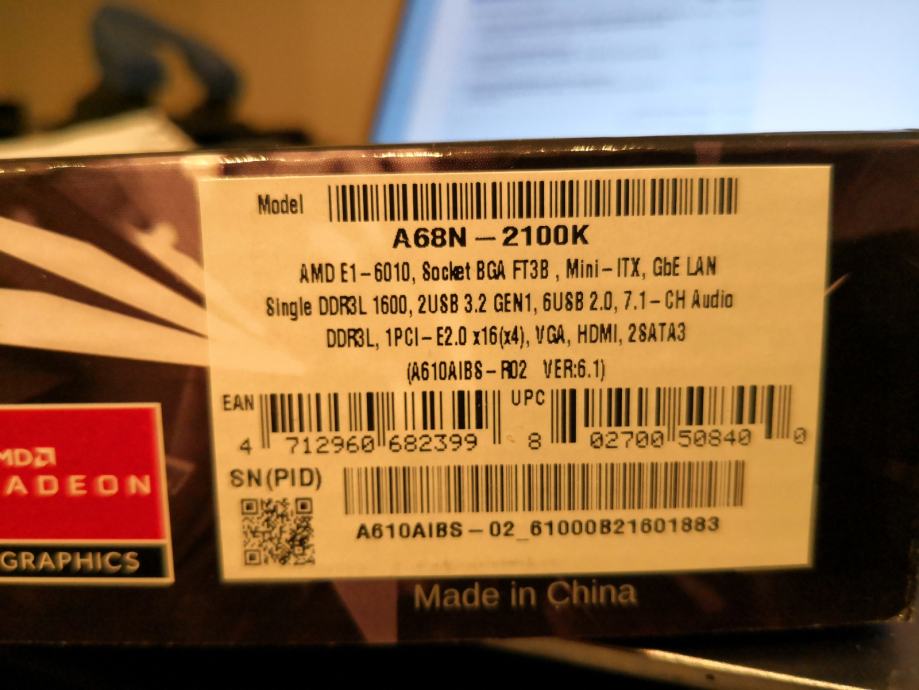 Model
A68N-2100K
AMD E1-6010, Socket BGA FT3B , Mini-ITX, GbE LAN
Single DDR3L 1600, 2USB 3.2 GEN1, 6USB 2.0, 7.1-CH Audio
DDR3L, 1PCI-E2.0 x16(x4), VGA, HDMI, 2SATA3
(A610AIBS-R02 VER:6.1)
EAN UPC
4 712960 682399 8 02700 50840 0
SN(PID)
A610AIBS-02_61000B21601883
MD
ADEON
GRAPHICS
Made in China